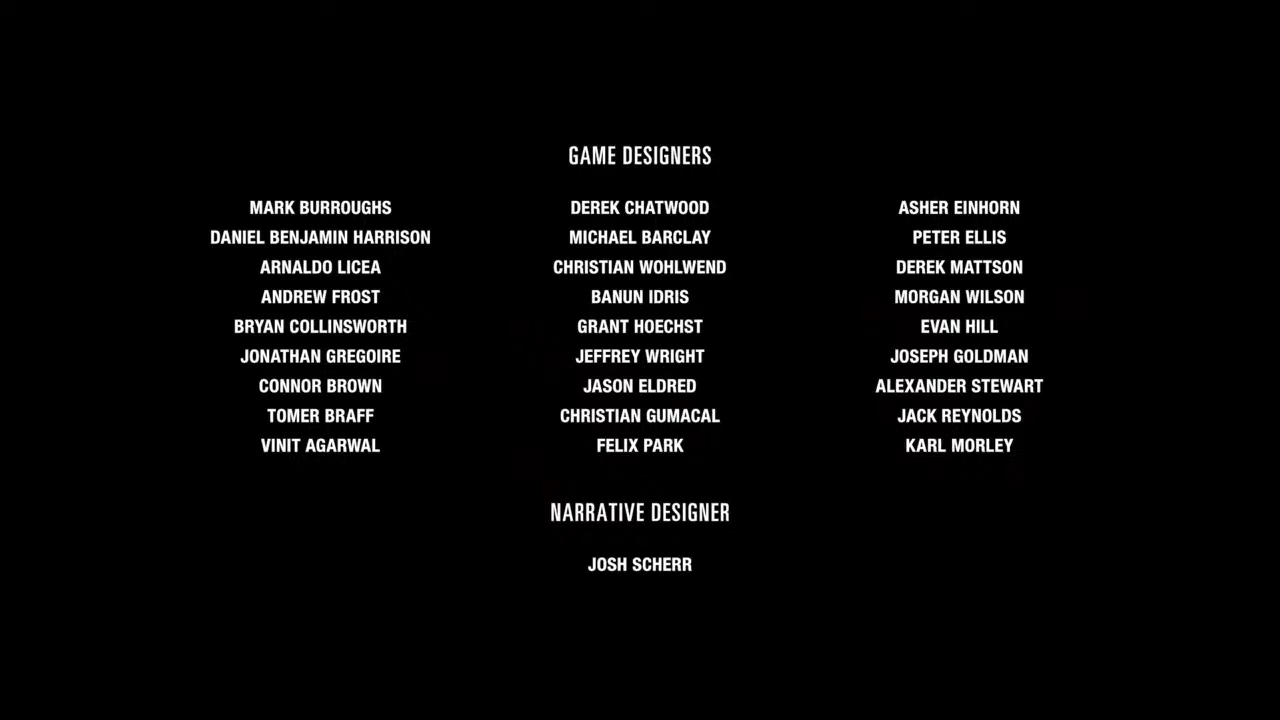 GAME DESIGNERS
MARK BURROUGHS DEREK CHATWOOD ASHER EINHORN
DANIEL BENJAMIN HARRISON MICHAEL BARCLAY PETER ELLIS
ARNALDO LICEA CHRISTIAN WOHLWEND DEREK MATTSON
ANDREW FROST BANUN IDRIS MORGAN WILSON
BRYAN COLLINSWORTH GRANT HOECHST EVAN HILL
JONATHAN GREGOIRE JEFFREY WRIGHT JOSEPH GOLDMAN
CONNOR BROWN JASON ELDRED ALEXANDER STEWART
TOMER BRAFF CHRISTIAN GUMACAL JACK REYNOLDS
VINIT AGARWAL FELIX PARK KARL MORLEY
NARRATIVE DESIGNER
JOSH SCHERR